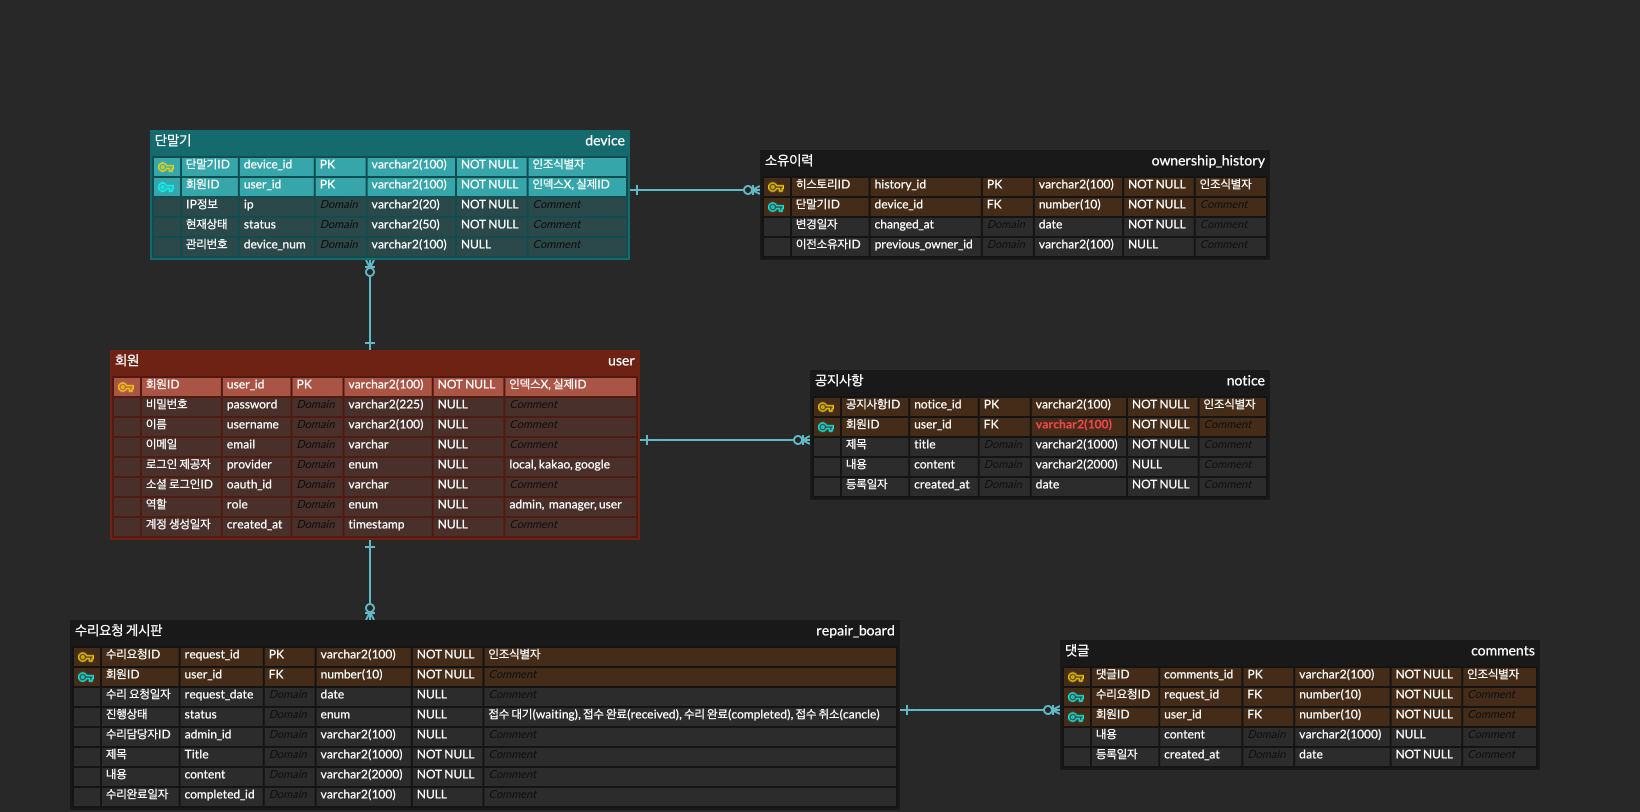 단말기 device
단말기ID device_id PK varchar2(100) NOT NULL 인조식별자
회원ID user_id PK varchar2(100) NOT NULL 인덱스X, 실제ID
IP정보 ip Domain varchar2(20) NOT NULL Comment
현재상태 status Domain varchar2(50) NOT NULL Comment
관리번호 device_num Domain varchar2(100) NULL Comment
소유이력 ownership_history
히스토리ID history_id PK varchar2(100) NOT NULL 인조식별자
단말기ID device_id FK number(10) NOT NULL Comment
변경일자 changed_at Domain date NOT NULL Comment
이전소유자ID previous_owner_id Domain varchar2(100) NULL Comment
회원 user
회원ID user_id PK varchar2(100) NOT NULL 인덱스X, 실제ID
비밀번호 password Domain varchar2(225) NULL Comment
이름 username Domain varchar2(100) NULL Comment
이메일 email Domain varchar NULL Comment
로그인 제공자 provider Domain enum NULL local, kakao, google
소셜 로그인ID oauth_id Domain varchar NULL Comment
역할 role Domain enum NULL admin, manager, user
계정 생성일자 created_at Domain timestamp NULL Comment
공지사항 notice
공지사항ID notice_id PK varchar2(100) NOT NULL 인조식별자
회원ID user_id FK varchar2(100) NOT NULL Comment
제목 title Domain varchar2(1000) NOT NULL Comment
내용 content Domain varchar2(2000) NULL Comment
등록일자 created_at Domain date NOT NULL Comment
수리요청 게시판 repair_board
수리요청ID request_id PK varchar2(100) NOT NULL 인조식별자
회원ID user_id FK number(10) NOT NULL Comment
수리 요청일자 request_date Domain date NULL Comment
진행상태 status Domain enum NULL 접수 대기(waiting), 접수 완료(received), 수리 완료(completed), 접수 취소(cancle)
수리담당자ID admin_id Domain varchar2(100) NULL Comment
제목 Title Domain varchar2(1000) NOT NULL Comment
내용 content Domain varchar2(2000) NOT NULL Comment
수리완료일자 completed_id Domain varchar2(100) NULL Comment
댓글 comments
댓글ID comments_id PK varchar2(100) NOT NULL 인조식별자
수리요청ID request_id FK number(10) NOT NULL Comment
회원ID user_id FK number(10) NOT NULL Comment
내용 content Domain varchar2(1000) NULL Comment
등록일자 created_at Domain date NOT NULL Comment